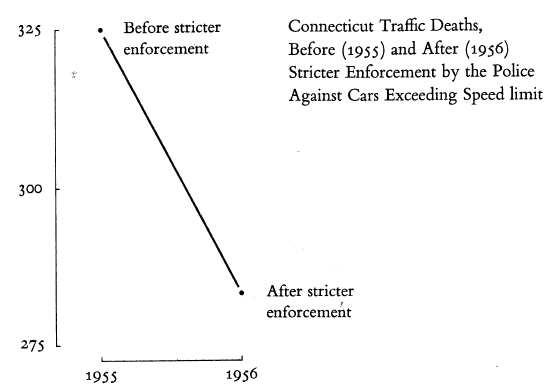 325
Before stricter
enforcement
Connecticut Traffic Deaths,
Before (1955) and After (1956)
Stricter Enforcement by the Police
Against Cars Exceeding Speed limit
300
After stricter
enforcement
275
1955 1956